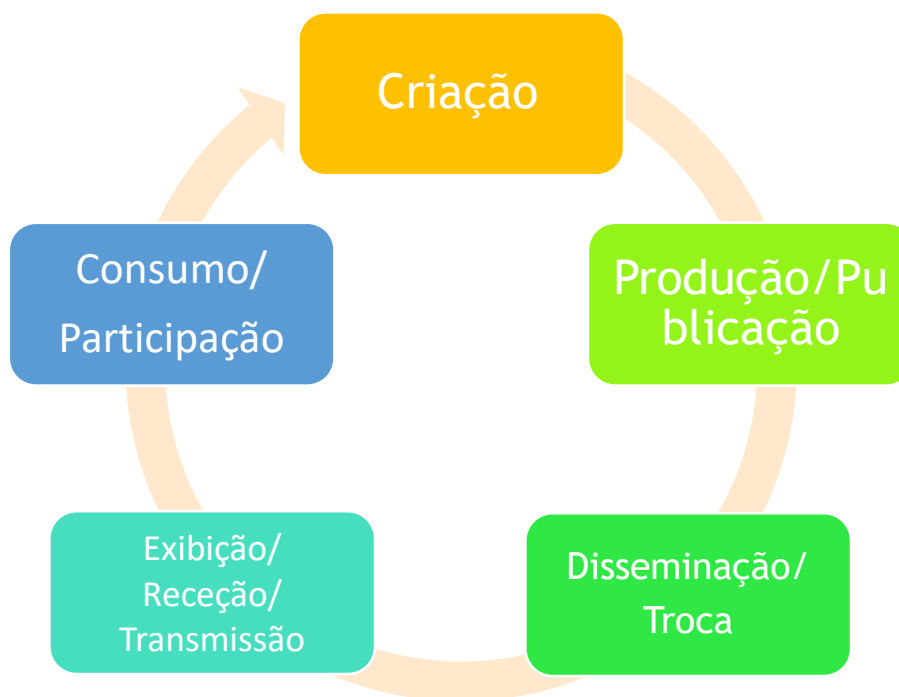 Criação
Produção/Pu
blicação
Disseminação/
Troca
Exibição/
Receção/
Transmissão
Consumo/
Participação